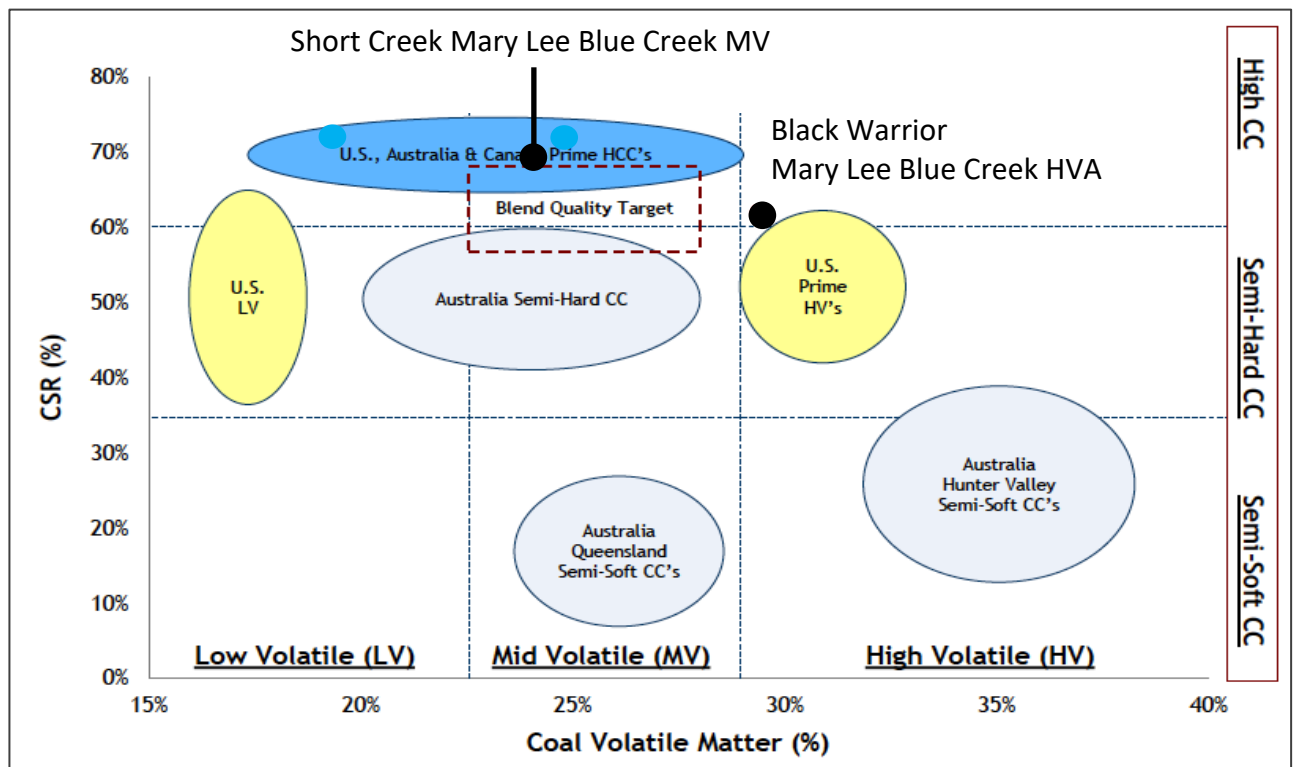 Short Creek Mary Lee Blue Creek MV
High CC
80%
70%
60%
50%
40%
30%
20%
10%
0%
CSR (%)
Black Warrior
Mary Lee Blue Creek HVA
U.S., Australia & Cana Prime HCC's
Blend Quality Target
U.S.
LV
Australia Semi-Hard CC
U.S.
Prime
HV's
Semi-Hard CC
Australia
Hunter Valley
Semi-Soft CC's
Australia
Queensland
Semi-Soft CC's
Semi-Soft CC
Low Volatile (LV)
Mid Volatile (MV)
High Volatile (HV)
15%
20%
25%
30%
35%
40%
Coal Volatile Matter (%)